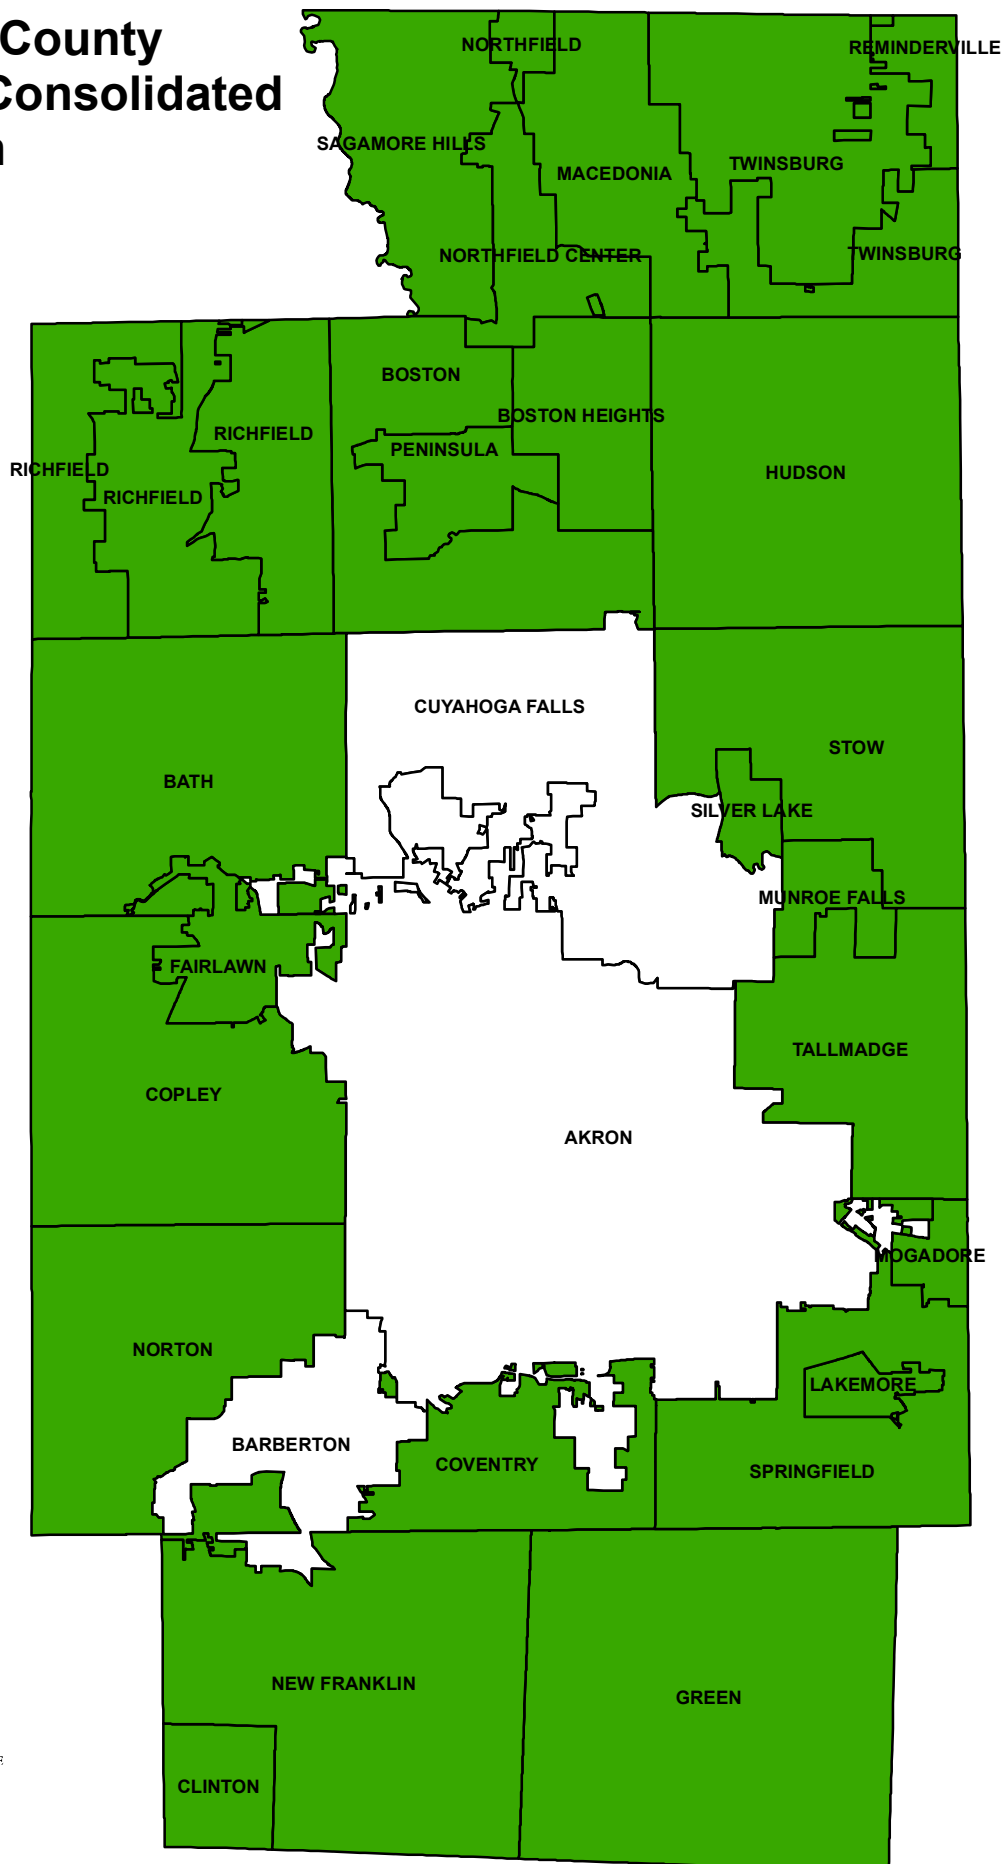 County
Consolidated
NORTHFIELD
REMINDERVILLE
SAGAMORE HILLS
TWINSBURG
MACEDONIA
NORTHFIELD CENTER
TWINSBURG
BOSTON
BOSTON HEIGHTS
RICHFIELD
PENINSULA
RICHFIELD
HUDSON
RICHFIELD
CUYAHOGA FALLS
STOW
BATH
SILVER LAKE
MUNROE FALLS
FAIRLAWN
TALLMADGE
COPLEY
AKRON
MOGADORE
NORTON
LAKEMORE
BARBERTON
COVENTRY
SPRINGFIELD
NEW FRANKLIN
GREEN
E
CLINTON